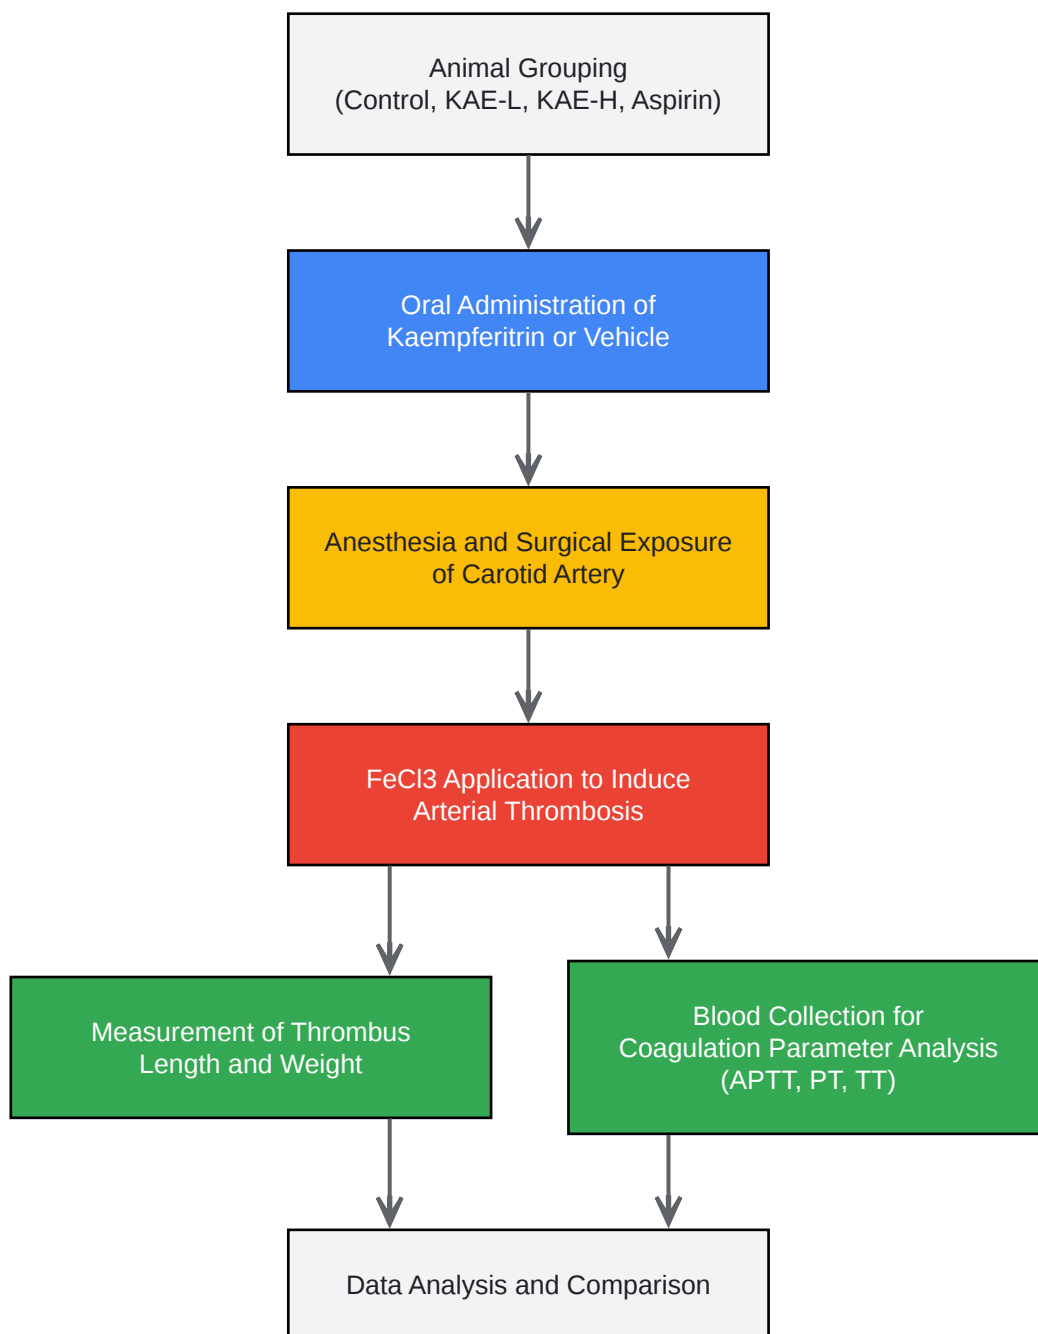 Animal Grouping
(Control, KAE-L, KAE-H, Aspirin)
Oral Administration of
Kaempferitrin or Vehicle
Anesthesia and Surgical Exposure
of Carotid Artery
FeCl3 Application to Induce
Arterial Thrombosis
Measurement of Thrombus
Length and Weight
Blood Collection for
Coagulation Parameter Analysis
(APTT, PT, TT)
Data Analysis and Comparison